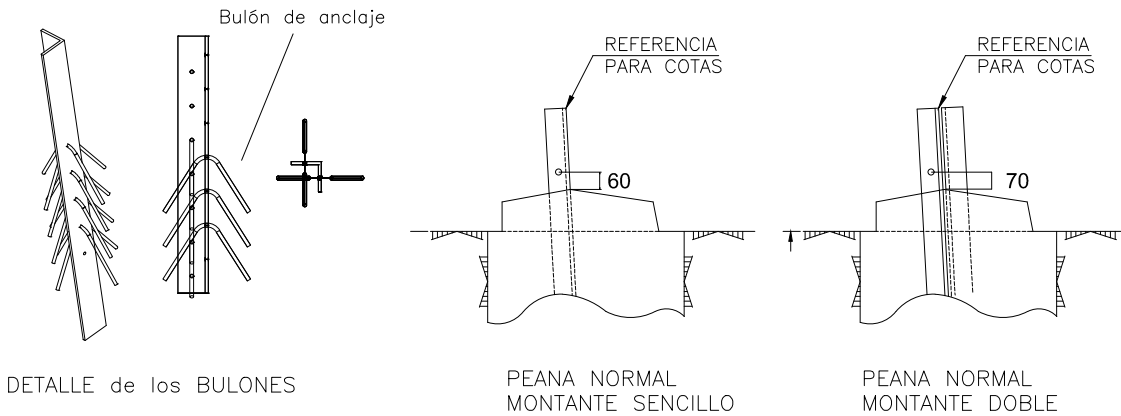 Bulón de anclaje
DETALLE de los BULONES
REFERENCIA
PARA COTAS
60
PEANA NORMAL
MONTANTE SENCILLO
REFERENCIA
PARA COTAS
70
PEANA NORMAL
MONTANTE DOBLE